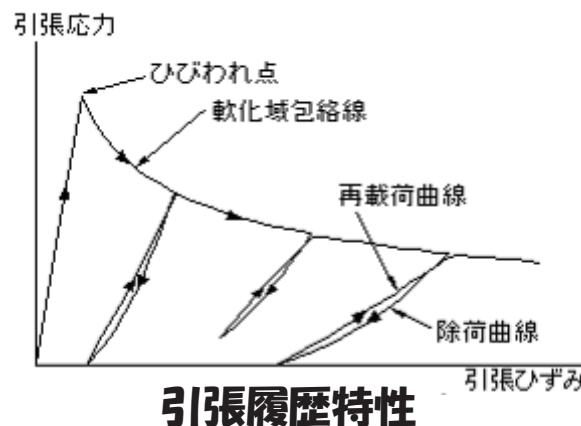 引張応力
ひびわれ点
軟化域包絡線
再載荷曲線
除荷曲線
引張ひずみ
引張履歴特性